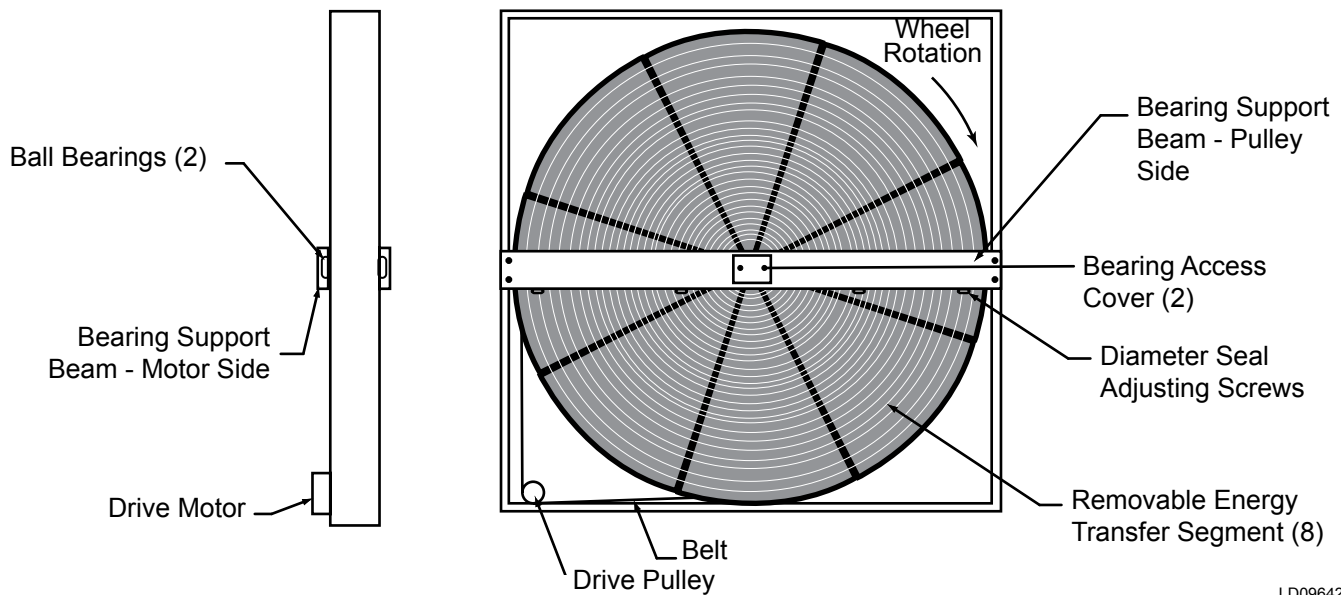 Wheel
Rotation
Ball Bearings (2)
Bearing Support
Beam - Pulley
Side
Bearing Access
Cover (2)
Bearing Support
Beam - Motor Side
Diameter Seal
Adjusting Screws
Drive Motor
Removable Energy
Transfer Segment (8)
Belt
Drive Pulley
LD09642